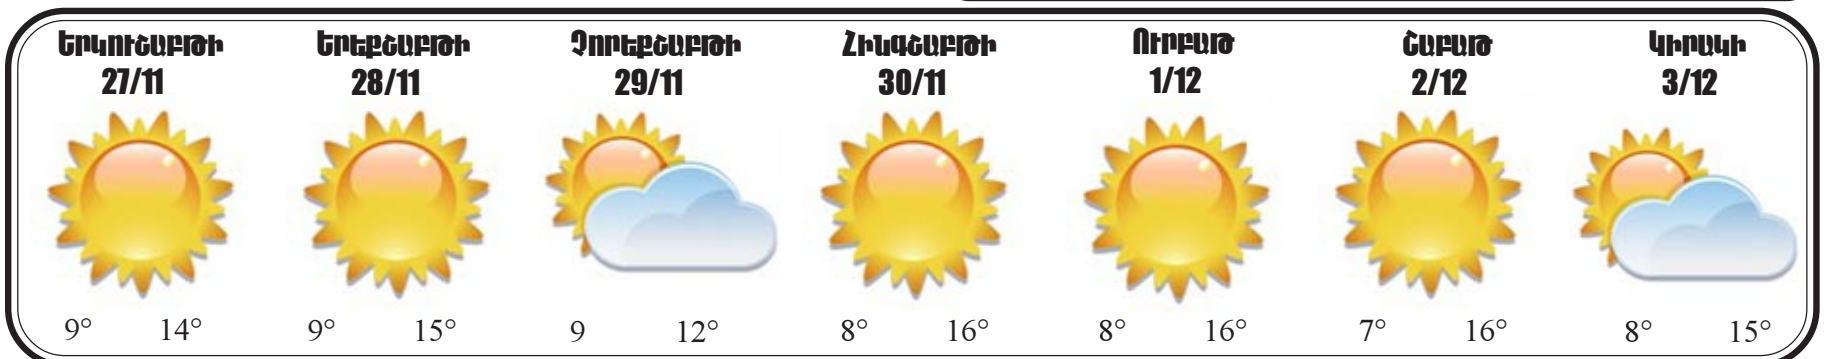 Երկուշաբթի
27/11
9° 14°
Երեքշաբթի
28/11
9° 15°
Չորեքշաբթի
29/11
9 12°
Հինգշաբթի
30/11
8° 16°
Ուրբաթ
1/12
8° 16°
Շաբաթ
2/12
7° 16°
Կիրակի
3/12
8° 15°